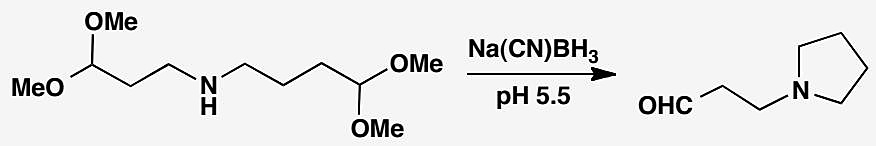 OMe
MeO
N
H
OMe
OMe
Na(CN)BH3
pH 5.5
OHC
N